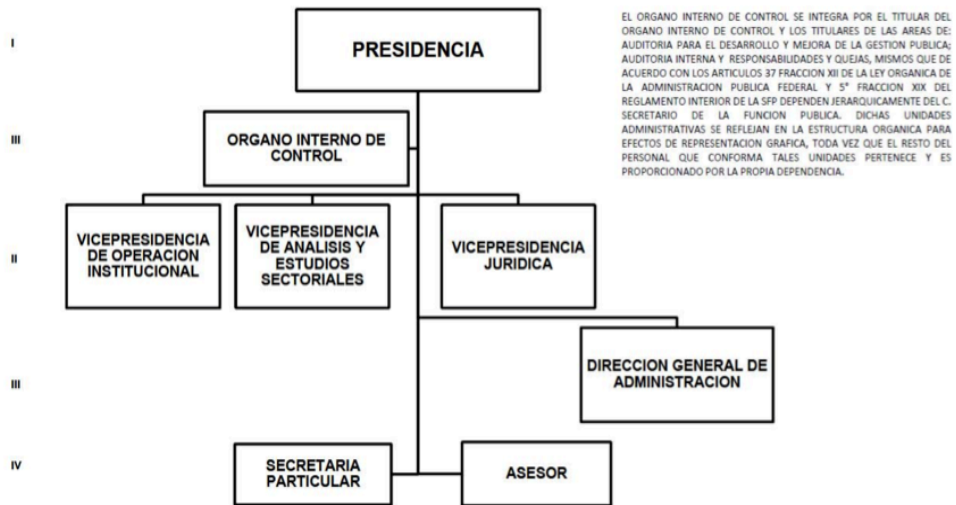 I
PRESIDENCIA
EL ORGANO INTERNO DE CONTROL SE INTEGRA POR EL TITULAR DEL
ORGANO INTERNO DE CONTROL Y LOS TITULARES DE LAS AREAS DE:
AUDITORIA PARA EL DESARROLLO Y MEJORA DE LA GESTION PUBLICA;
AUDITORIA INTERNA Y RESPONSABILIDADES Y QUEJAS, MISMOS QUE DE
ACUERDO CON LOS ARTICULOS 37 FRACCION XII DE LA LEY ORGANICA DE
LA ADMINISTRACION PUBLICA FEDERAL Y 5° FRACCION XIX DEL
REGLAMENTO INTERIOR DE LA SFP DEPENDEN JERARQUICAMENTE DEL C.
SECRETARIO DE LA FUNCION PUBLICA. DICHAS UNIDADES
ADMINISTRATIVAS SE REFLEJAN EN LA ESTRUCTURA ORGANICA PARA
EFECTOS DE REPRESENTACION GRAFICA, TODA VEZ QUE EL RESTO DEL
PERSONAL QUE CONFORMA TALES UNIDADES PERTENECE Y ES
PROPORCIONADO POR LA PROPIA DEPENDENCIA.
III
ORGANO INTERNO DE
CONTROL
II
VICEPRESIDENCIA
DE OPERACION
INSTITUCIONAL
VICEPRESIDENCIA
DE ANALISIS Y
ESTUDIOS
SECTORIALES
VICEPRESIDENCIA
JURIDICA
III
DIRECCION GENERAL DE
ADMINISTRACION
IV
SECRETARIA
PARTICULAR
ASESOR